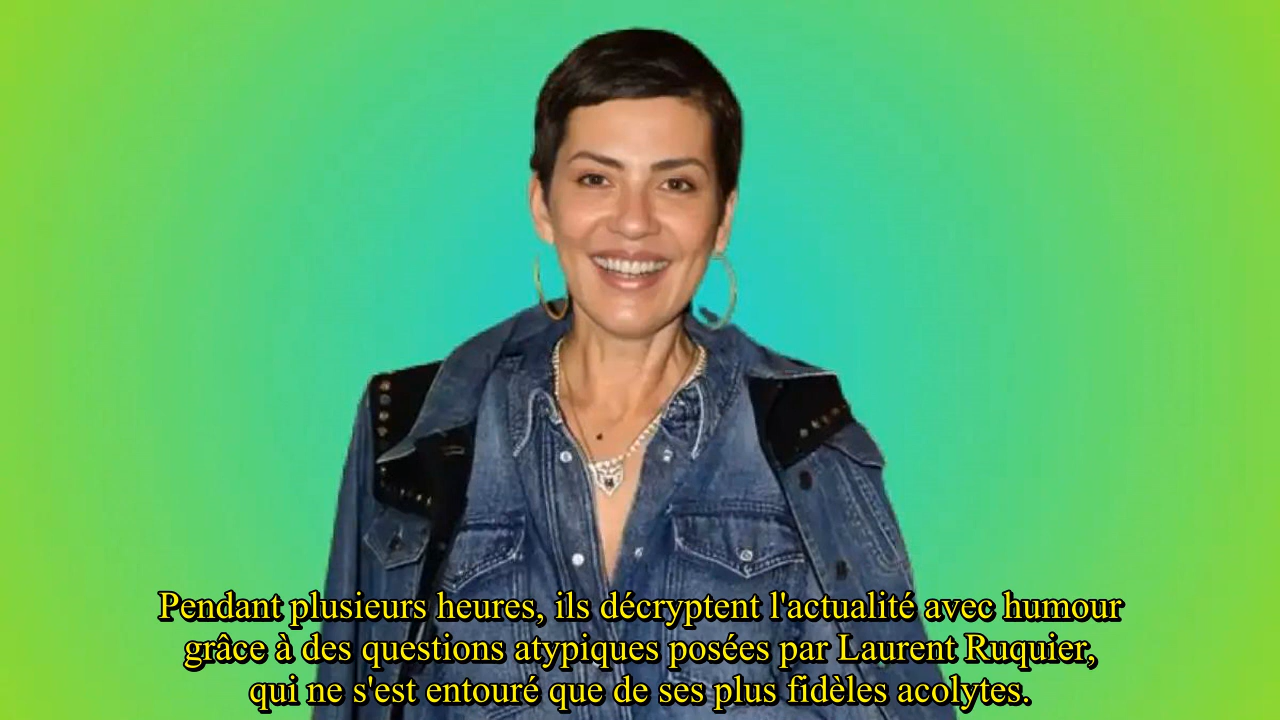 Pendant plusieurs heures, ils décryptent l'actualité avec humour
grâce à des questions atypiques posées par Laurent Ruquier,
qui ne s'est entouré que de ses plus fidèles acolytes.